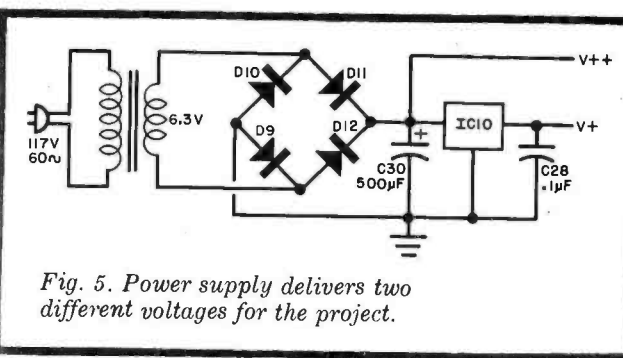 D10
D11
V++
6.3V
117V
60~
D9
D12
+
IC10
V+
C30
500µF
C28
.1µF
Fig. 5. Power supply delivers two
different voltages for the project.